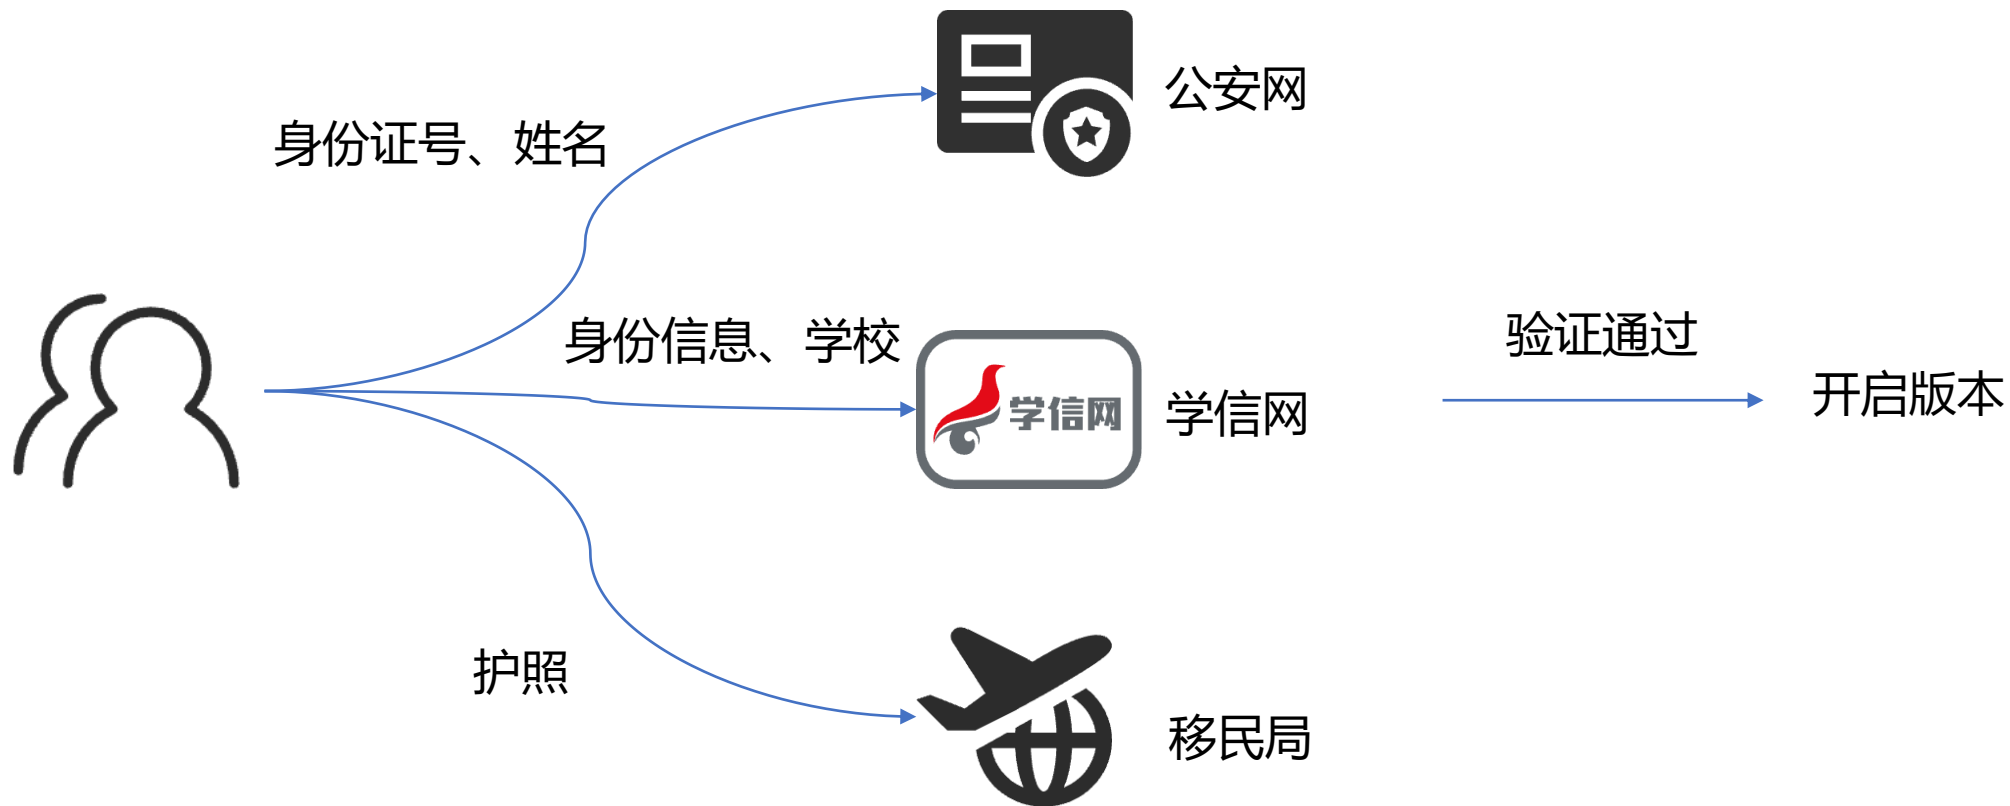 公安网
身份证号、姓名
身份信息、学校
学信网
学信网
验证通过
开启版本
护照
移民局